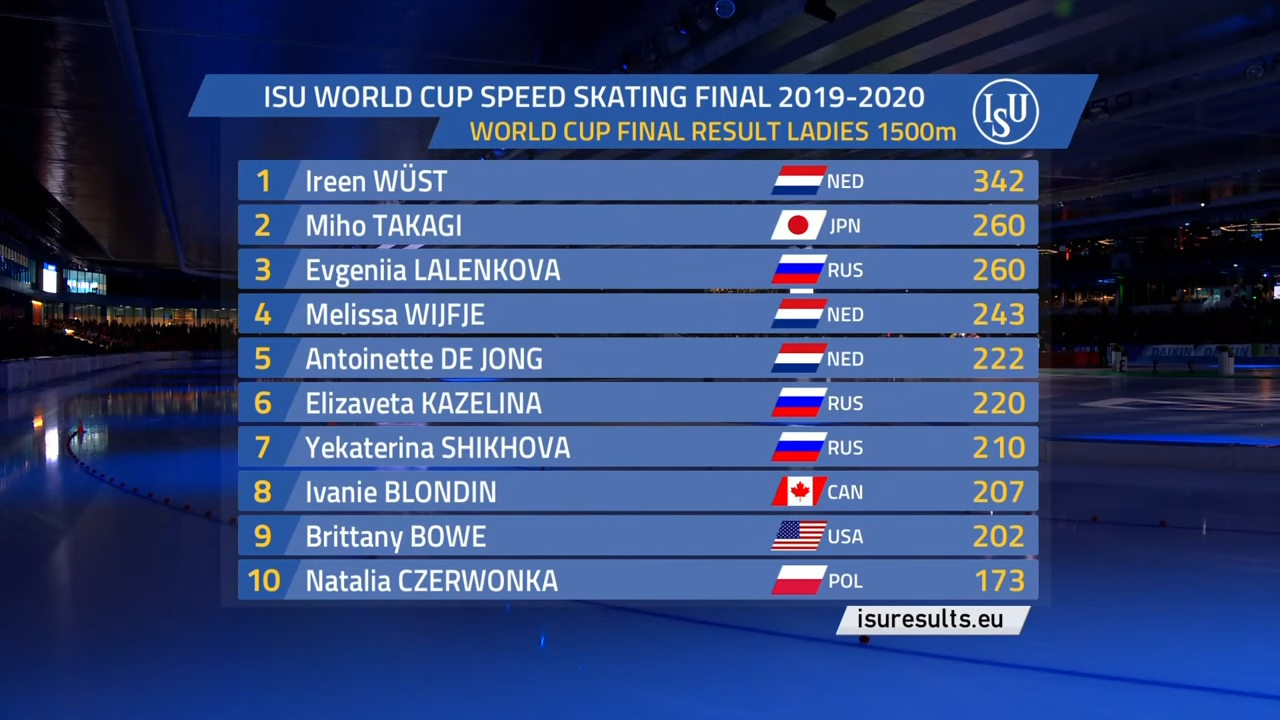 ISU WORLD CUP SPEED SKATING FINAL 2019-2020
ISU
WORLD CUP FINAL RESULT LADIES 1500m
1 Ireen WÜST NED 342
2 Miho TAKAGI JPN 260
3 Evgeniia LALENKOVA RUS 260
4 Melissa WIJFJE NED 243
5 Antoinette DE JONG NED 222
6 Elizaveta KAZELINA RUS 220
7 Yekaterina SHIKHOVA RUS 210
8 Ivanie BLONDIN CAN 207
9 Brittany BOWE USA 202
10 Natalia CZERWONKA POL 173
isuresults.eu
DAIKIN DAIKIN